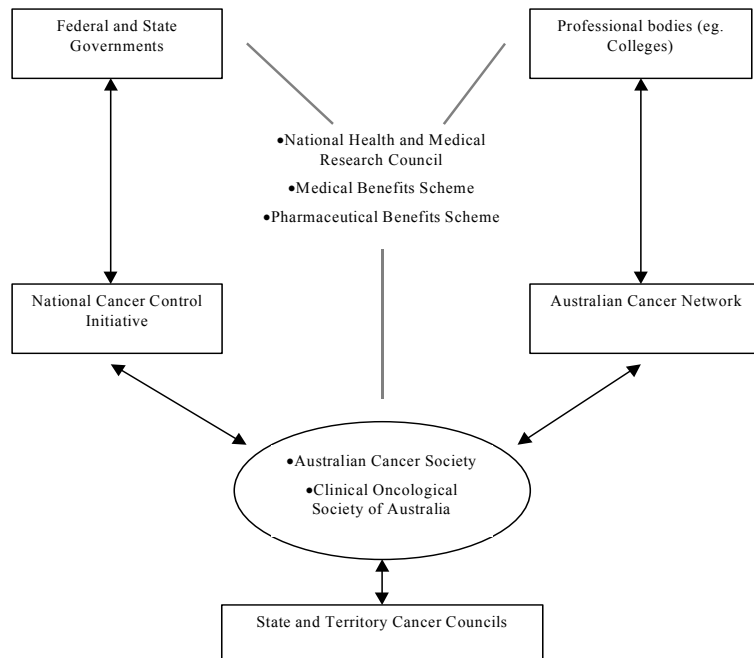 Federal and State
Governments
Professional bodies (eg.
Colleges)
•National Health and Medical
Research Council
•Medical Benefits Scheme
•Pharmaceutical Benefits Scheme
National Cancer Control
Initiative
Australian Cancer Network
•Australian Cancer Society
•Clinical Oncological
Society of Australia
State and Territory Cancer Councils